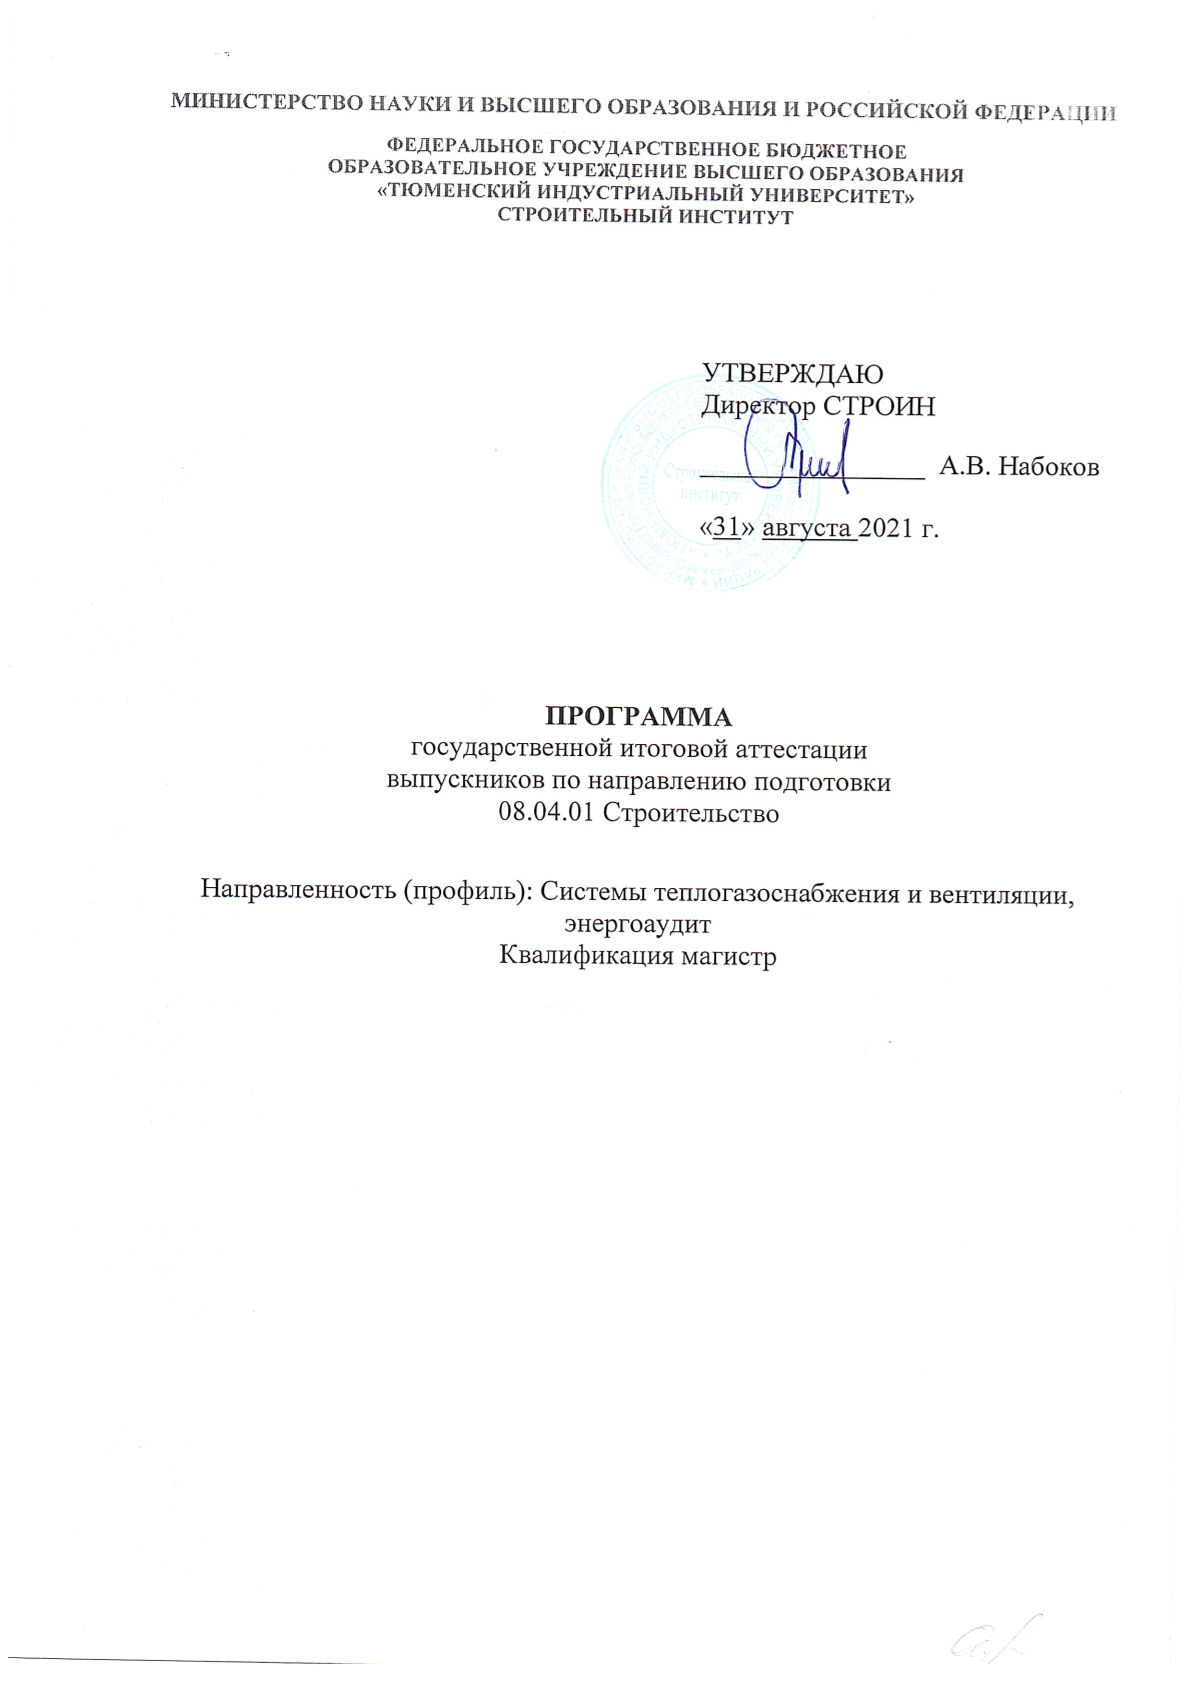 МИНИСТЕРСТВО НАУКИ И ВЫСШЕГО ОБРАЗОВАНИЯ И РОССИЙСКОЙ ФЕДЕРАЦИИ
ФЕДЕРАЛЬНОЕ ГОСУДАРСТВЕННОЕ БЮДЖЕТНОЕ
ОБРАЗОВАТЕЛЬНОЕ УЧРЕЖДЕНИЕ ВЫСШЕГО ОБРАЗОВАНИЯ
«ТЮМЕНСКИЙ ИНДУСТРИАЛЬНЫЙ УНИВЕРСИТЕТ»
СТРОИТЕЛЬНЫЙ ИНСТИТУТ
УТВЕРЖДАЮ
Директор СТРОИН
А.В. Набоков
Строительный
институт
«31» августа 2021 г.
ПРОГРАММА
государственной итоговой аттестации
выпускников по направлению подготовки
08.04.01 Строительство
Направленность (профиль): Системы теплогазоснабжения и вентиляции,
энергоаудит
Квалификация магистр